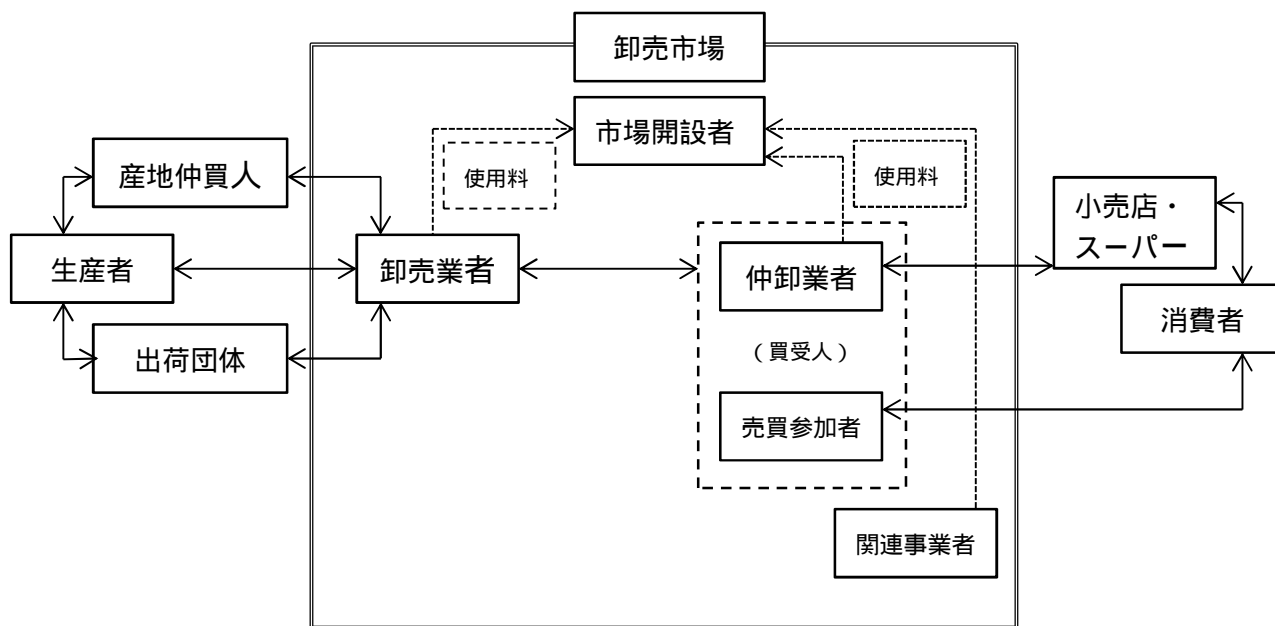 卸売市場
市場開設者
使用料
使用料
産地仲買人
生産者
出荷団体
卸売業者
仲卸業者
（買受人）
売買参加者
関連事業者
小売店・
スーパー
消費者